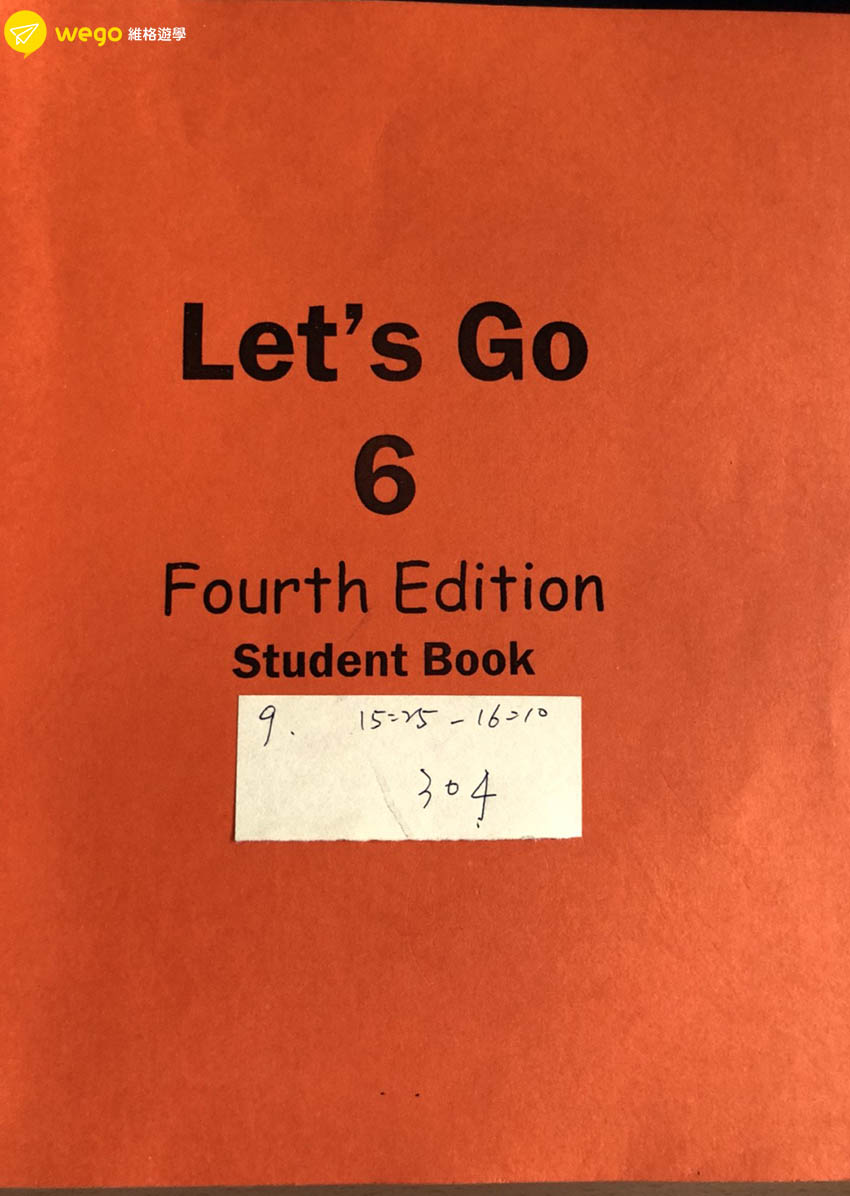 wego 維格遊學
Let's Go
6
Fourth Edition
Student Book
9. 15:25 - 16:10
304